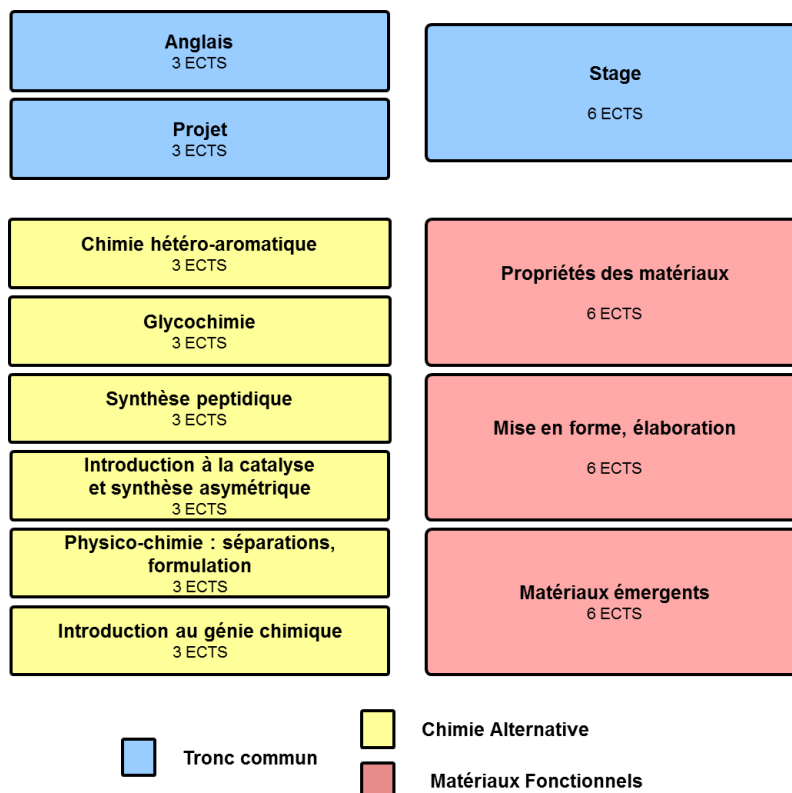 Anglais
3 ECTS
Stage
6 ECTS
Projet
3 ECTS
Chimie hétéro-aromatique
3 ECTS
Propriétés des matériaux
6 ECTS
Glycochimie
3 ECTS
Synthèse peptidique
3 ECTS
Mise en forme, élaboration
6 ECTS
Introduction à la catalyse
et synthèse asymétrique
3 ECTS
Physico-chimie : séparations,
formulation
3 ECTS
Matériaux émergents
6 ECTS
Introduction au génie chimique
3 ECTS
Tronc commun
Chimie Alternative
Matériaux Fonctionnels